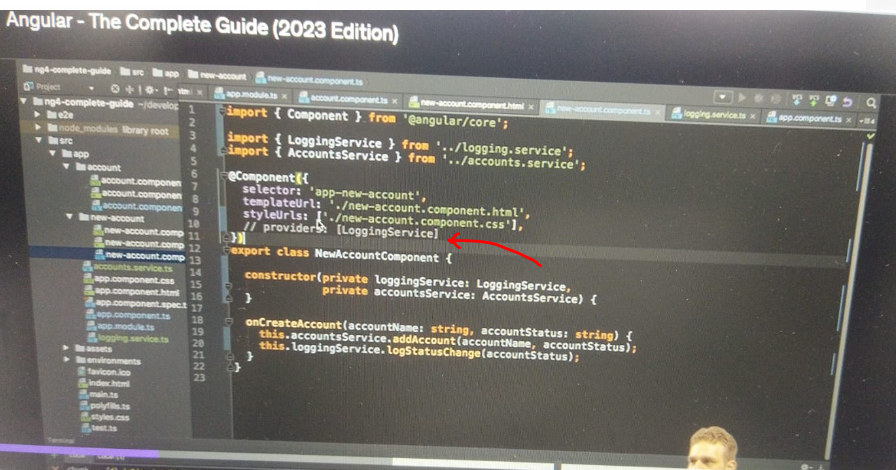 Angular - The Complete Guide (2023 Edition)
ng4-complete-guide src app new-account new-account.component.ts
Project
app.module.ts account.component.ts new-account.component.html new-account.component.ts logging.service.ts app.component.ts
ng4-complete-guide ~/develop
e2e
node_modules library root
src
app
account
account.componen
account.componen
account.componen
new-account
new-account.comp
new-account.comp
new-account.comp
accounts.service.ts
app.component.css
app.component.html
app.component.spec.t
app.component.ts
app.module.ts
logging.service.ts
assets
environments
favicon.ico
index.html
main.ts
polyfills.ts
styles.css
test.ts
Terminal
1 import { Component } from '@angular/core';
2
3 import { LoggingService } from '../logging.service';
4 import { AccountsService } from '../accounts.service';
5
6 @Component({
7 selector: 'app-new-account',
8 templateUrl: './new-account.component.html',
9 styleUrls: ['./new-account.component.css'],
10 // providers: [LoggingService]
11 })
12 export class NewAccountComponent {
13
14 constructor(private loggingService: LoggingService,
15 private accountsService: AccountsService) {
16 }
17
18 onCreateAccount(accountName: string, accountStatus: string) {
19 this.accountsService.addAccount(accountName, accountStatus);
20 this.loggingService.logStatusChange(accountStatus);
21 }
22 }
23